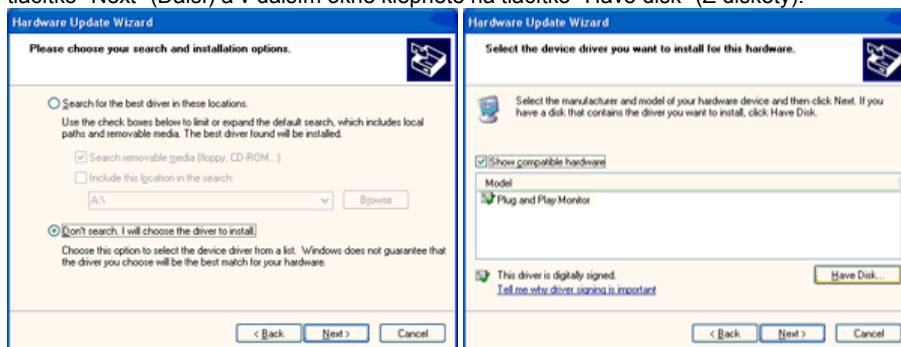 tlačítko "Next" (Další) a v dalším okně klepněte na tlačítko "Have disk" (Z diskety).
Hardware Update Wizard
Please choose your search and installation options.
Search for the best driver in these locations.
Use the check boxes below to limit or expand the default search, which includes local
paths and removable media. The best driver found will be installed.
Search removable media (floppy, CD-ROM...)
Include this location in the search:
A:\
Browse
Don't search. I will choose the driver to install.
Choose this option to select the device driver from a list. Windows does not guarantee that
the driver you choose will be the best match for your hardware.
< Back
Next >
Cancel
Hardware Update Wizard
Select the device driver you want to install for this hardware.
Select the manufacturer and model of your hardware device and then click Next. If you
have a disk that contains the driver you want to install, click Have Disk.
Show compatible hardware
Model
Plug and Play Monitor
This driver is digitally signed.
Tell me why driver signing is important
Have Disk...
< Back
Next >
Cancel